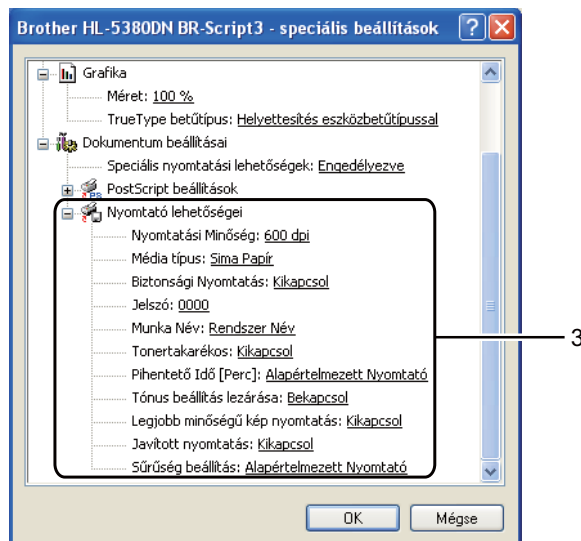 Brother HL-5380DN BR-Script3 - speciális beállítások
Grafika
Méret: 100 %
TrueType betűtípus: Helyettesítés eszközbetűtípussal
Dokumentum beállításai
Speciális nyomtatási lehetőségek: Engedélyezve
PostScript beállítások
Nyomtató lehetőségei
Nyomtatási Minőség: 600 dpi
Média típus: Sima Papír
Biztonsági Nyomtatás: Kikapcsol
Jelszó: 0000
Munka Név: Rendszer Név
Tonertakarékos: Kikapcsol
Pihentető Idő [Perc]: Alapértelmezett Nyomtató
Tónus beállítás lezárása: Bekapcsol
Legjobb minőségű kép nyomtatás: Kikapcsol
Javított nyomtatás: Kikapcsol
Sűrűség beállítás: Alapértelmezett Nyomtató
3
OK Mégse